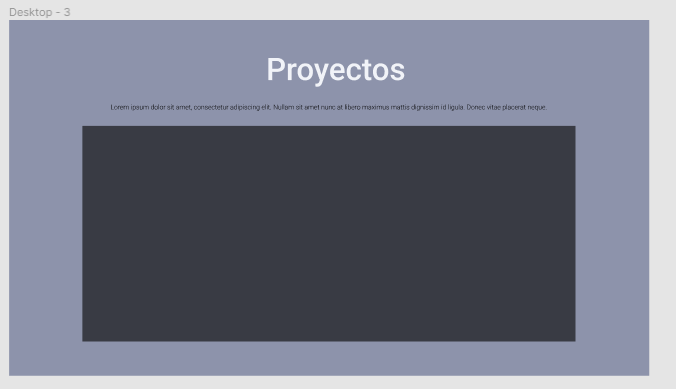 Desktop - 3
Proyectos
Lorem ipsum dolor sit amet, consectetur adipiscing elit. Nullam sit amet nunc at libero maximus mattis dignissim id ligula. Donec vitae placerat neque.